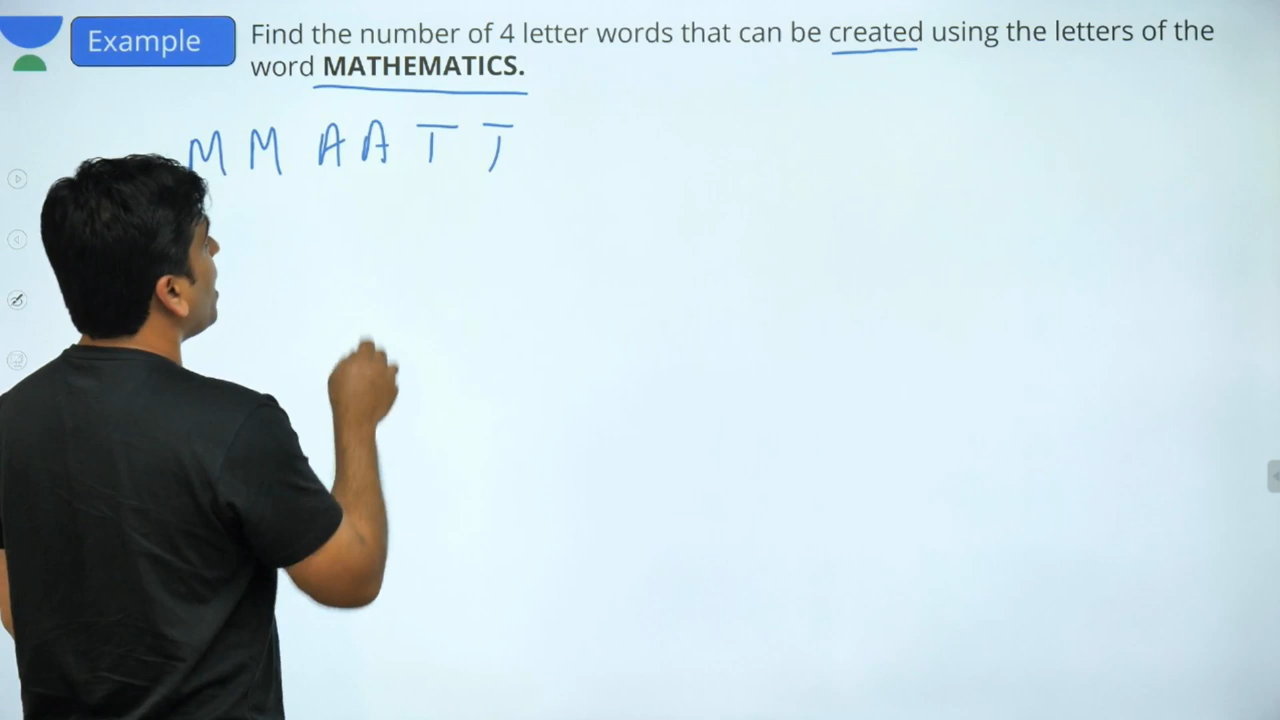 Example
Find the number of 4 letter words that can be created using the letters of the
word MATHEMATICS.
M M A A T T